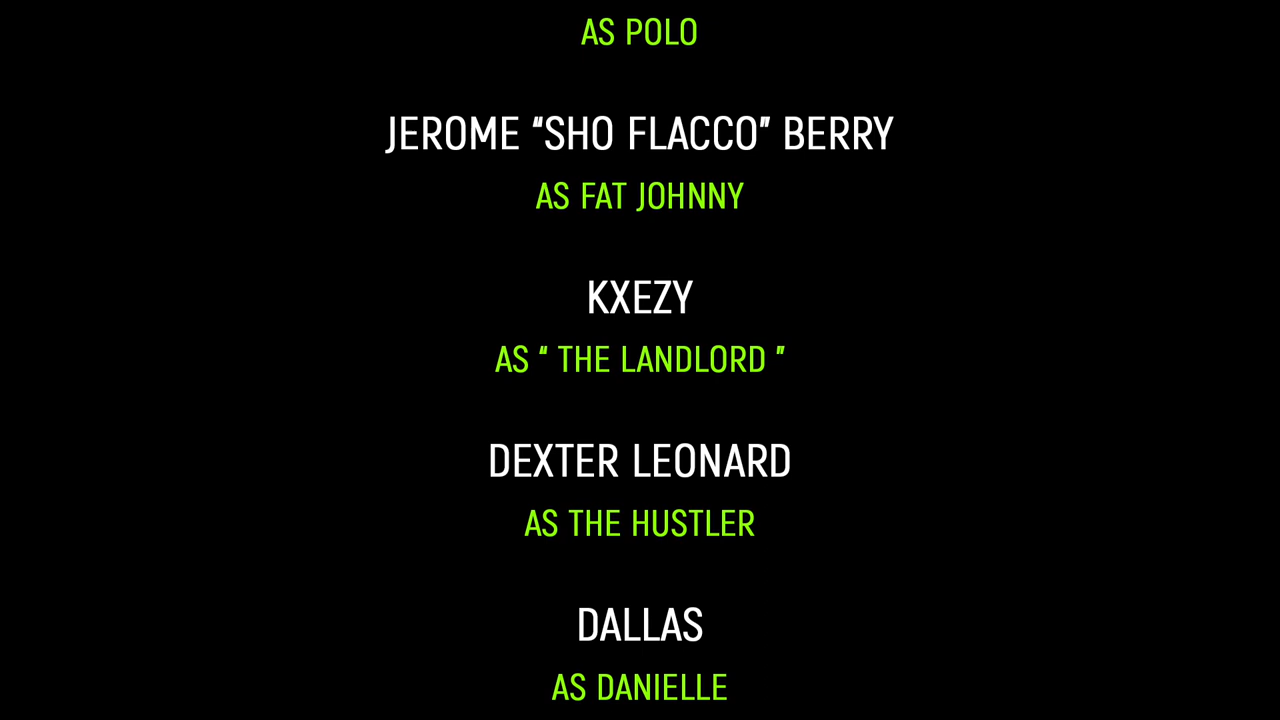 AS POLO
JEROME “SHO FLACCO” BERRY
AS FAT JOHNNY
KXEZY
AS “ THE LANDLORD ”
DEXTER LEONARD
AS THE HUSTLER
DALLAS
AS DANIELLE